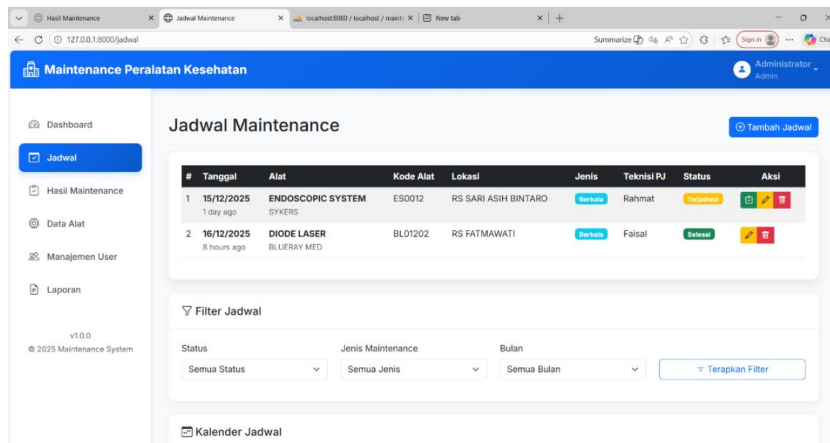 Hasil Maintenance
Jadwal Maintenance
localhost:8080 / localhost / mainte
New tab
127.0.0.1:8000/jadwal
Summarize
Sign in
Maintenance Peralatan Kesehatan
Administrator
Admin
Dashboard
Jadwal
Hasil Maintenance
Data Alat
Manajemen User
Laporan
v1.0.0
© 2025 Maintenance System
Jadwal Maintenance
Tambah Jadwal
# Tanggal Alat Kode Alat Lokasi Jenis Teknisi PJ Status Aksi
1 15/12/2025 ENDOSCOPIC SYSTEM ES0012 RS SARI ASIH BINTARO Berkala Rahmat Terjadwal
1 day ago SYKERS
2 16/12/2025 DIODE LASER BL01202 RS FATMAWATI Berkala Faisal Selesai
8 hours ago BLUERAY MED
Filter Jadwal
Status Jenis Maintenance Bulan
Semua Status Semua Jenis Semua Bulan Terapkan Filter
Kalender Jadwal